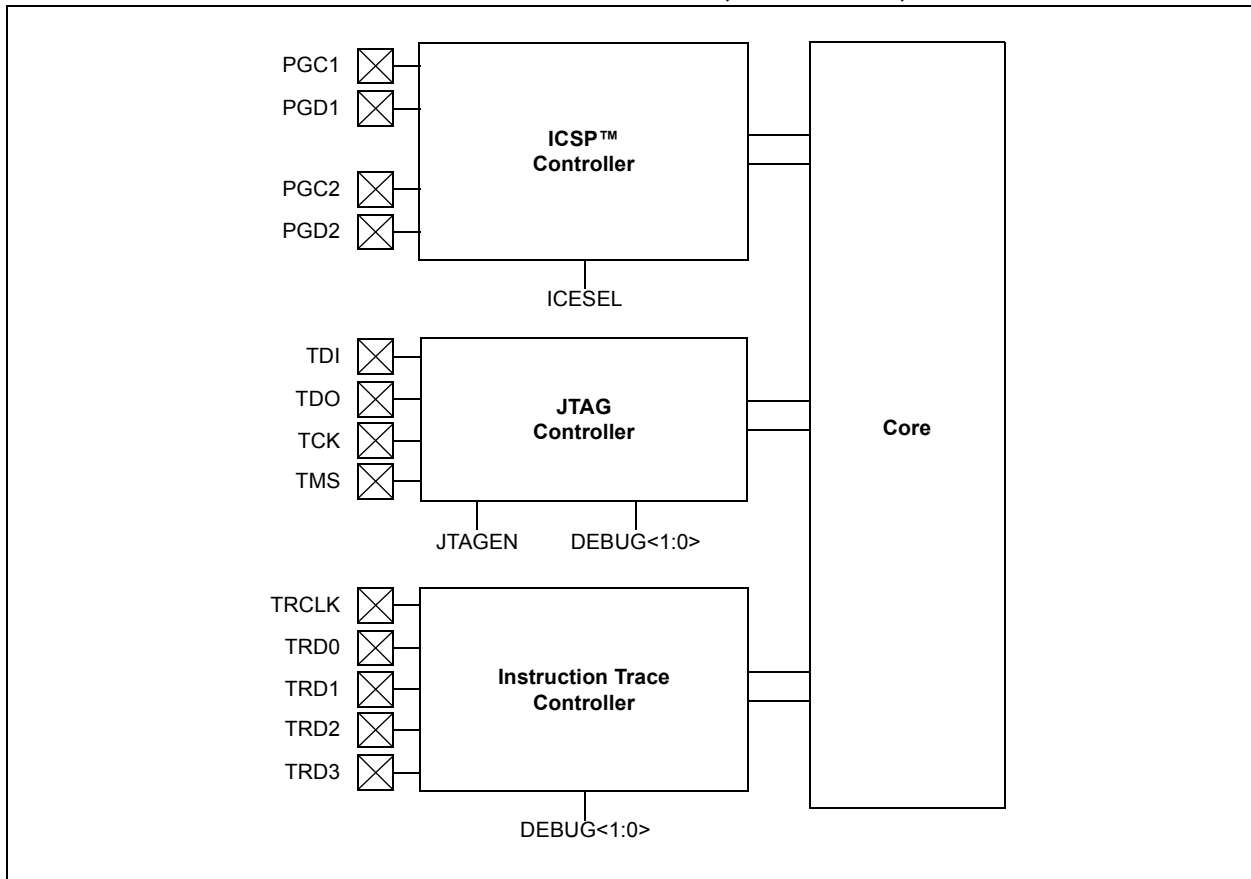 PGC1
PGD1
ICSP™
Controller
PGC2
PGD2
ICESEL
TDI
TDO
JTAG
Controller
TCK
TMS
Core
JTAGEN
DEBUG<1:0>
TRCLK
TRD0
TRD1
Instruction Trace
Controller
TRD2
TRD3
DEBUG<1:0>